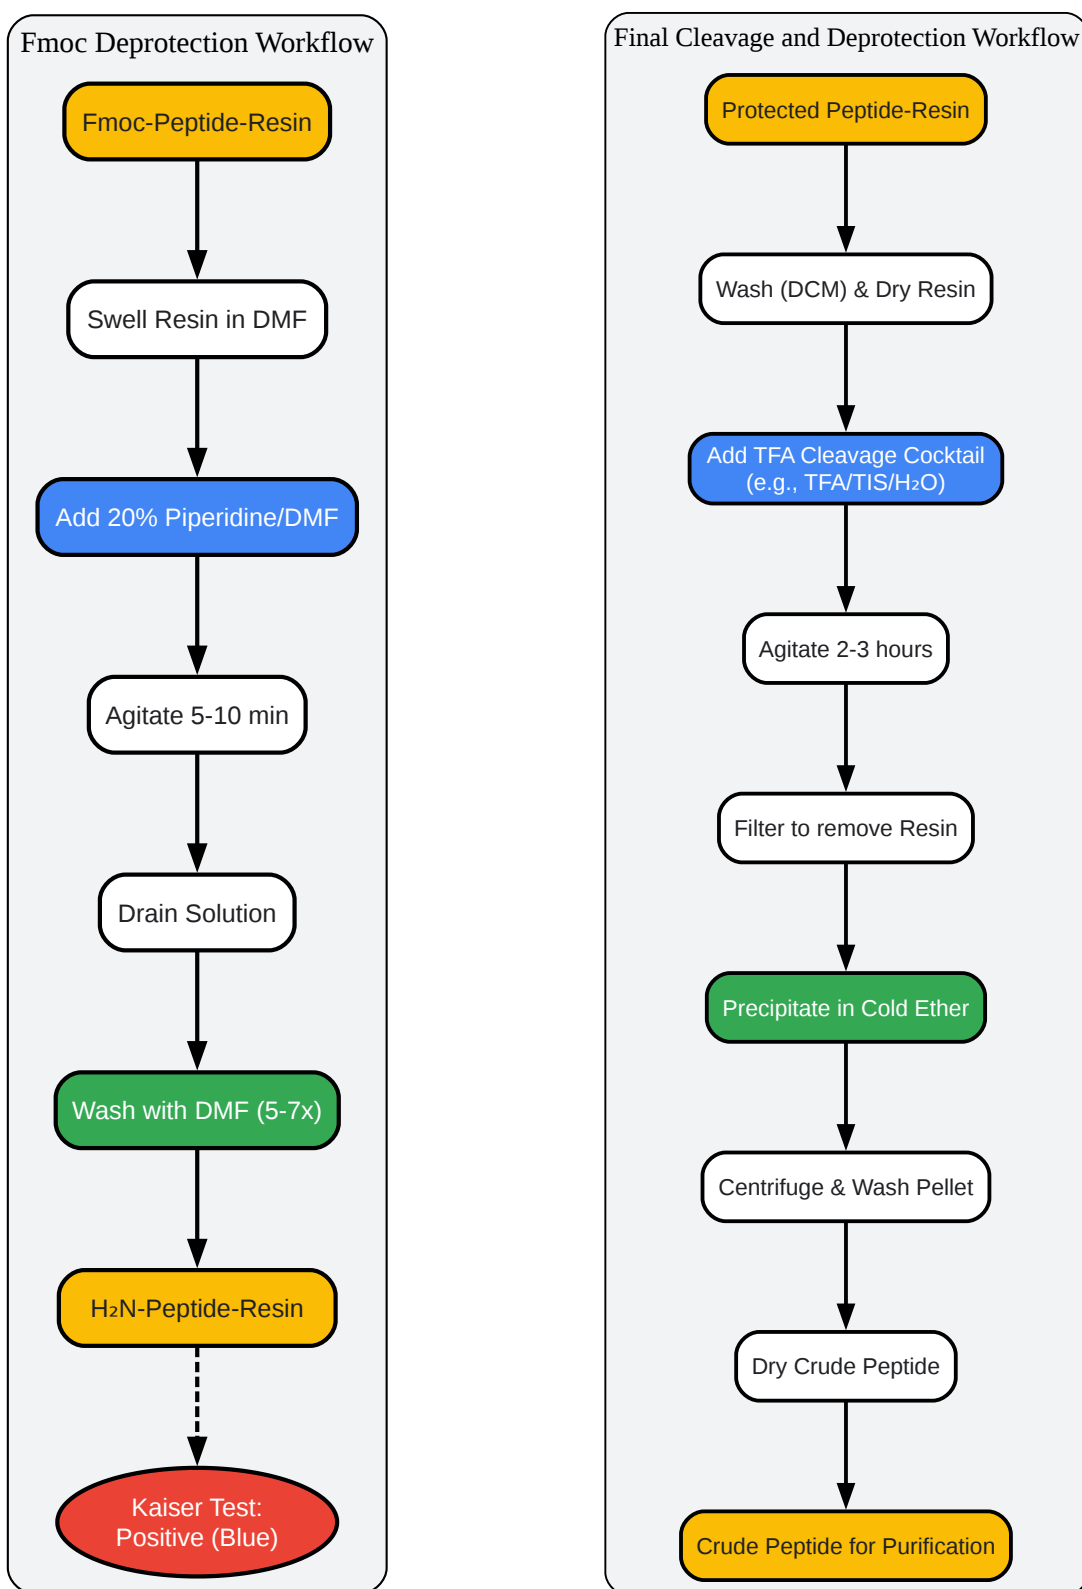 Fmoc Deprotection Workflow
Fmoc-Peptide-Resin
Swell Resin in DMF
Add 20% Piperidine/DMF
Agitate 5-10 min
Drain Solution
Wash with DMF (5-7x)
H₂N-Peptide-Resin
Kaiser Test:
Positive (Blue)
Final Cleavage and Deprotection Workflow
Protected Peptide-Resin
Wash (DCM) & Dry Resin
Add TFA Cleavage Cocktail
(e.g., TFA/TIS/H₂O)
Agitate 2-3 hours
Filter to remove Resin
Precipitate in Cold Ether
Centrifuge & Wash Pellet
Dry Crude Peptide
Crude Peptide for Purification